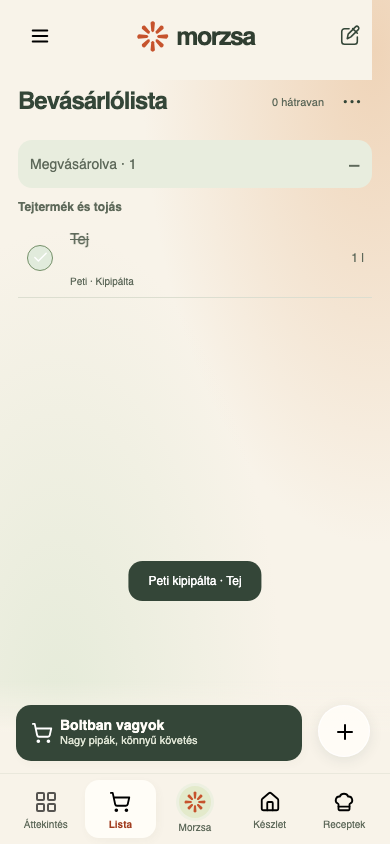 morzsa
Bevásárlólista
0 hátravan
Megvásárolva · 1
Tejtermék és tojás
Tej
1 l
Peti · Kipipálta
Peti kipipálta · Tej
Boltban vagyok
Nagy pipák, könnyű követés
Áttekintés
Lista
Morzsa
Készlet
Receptek